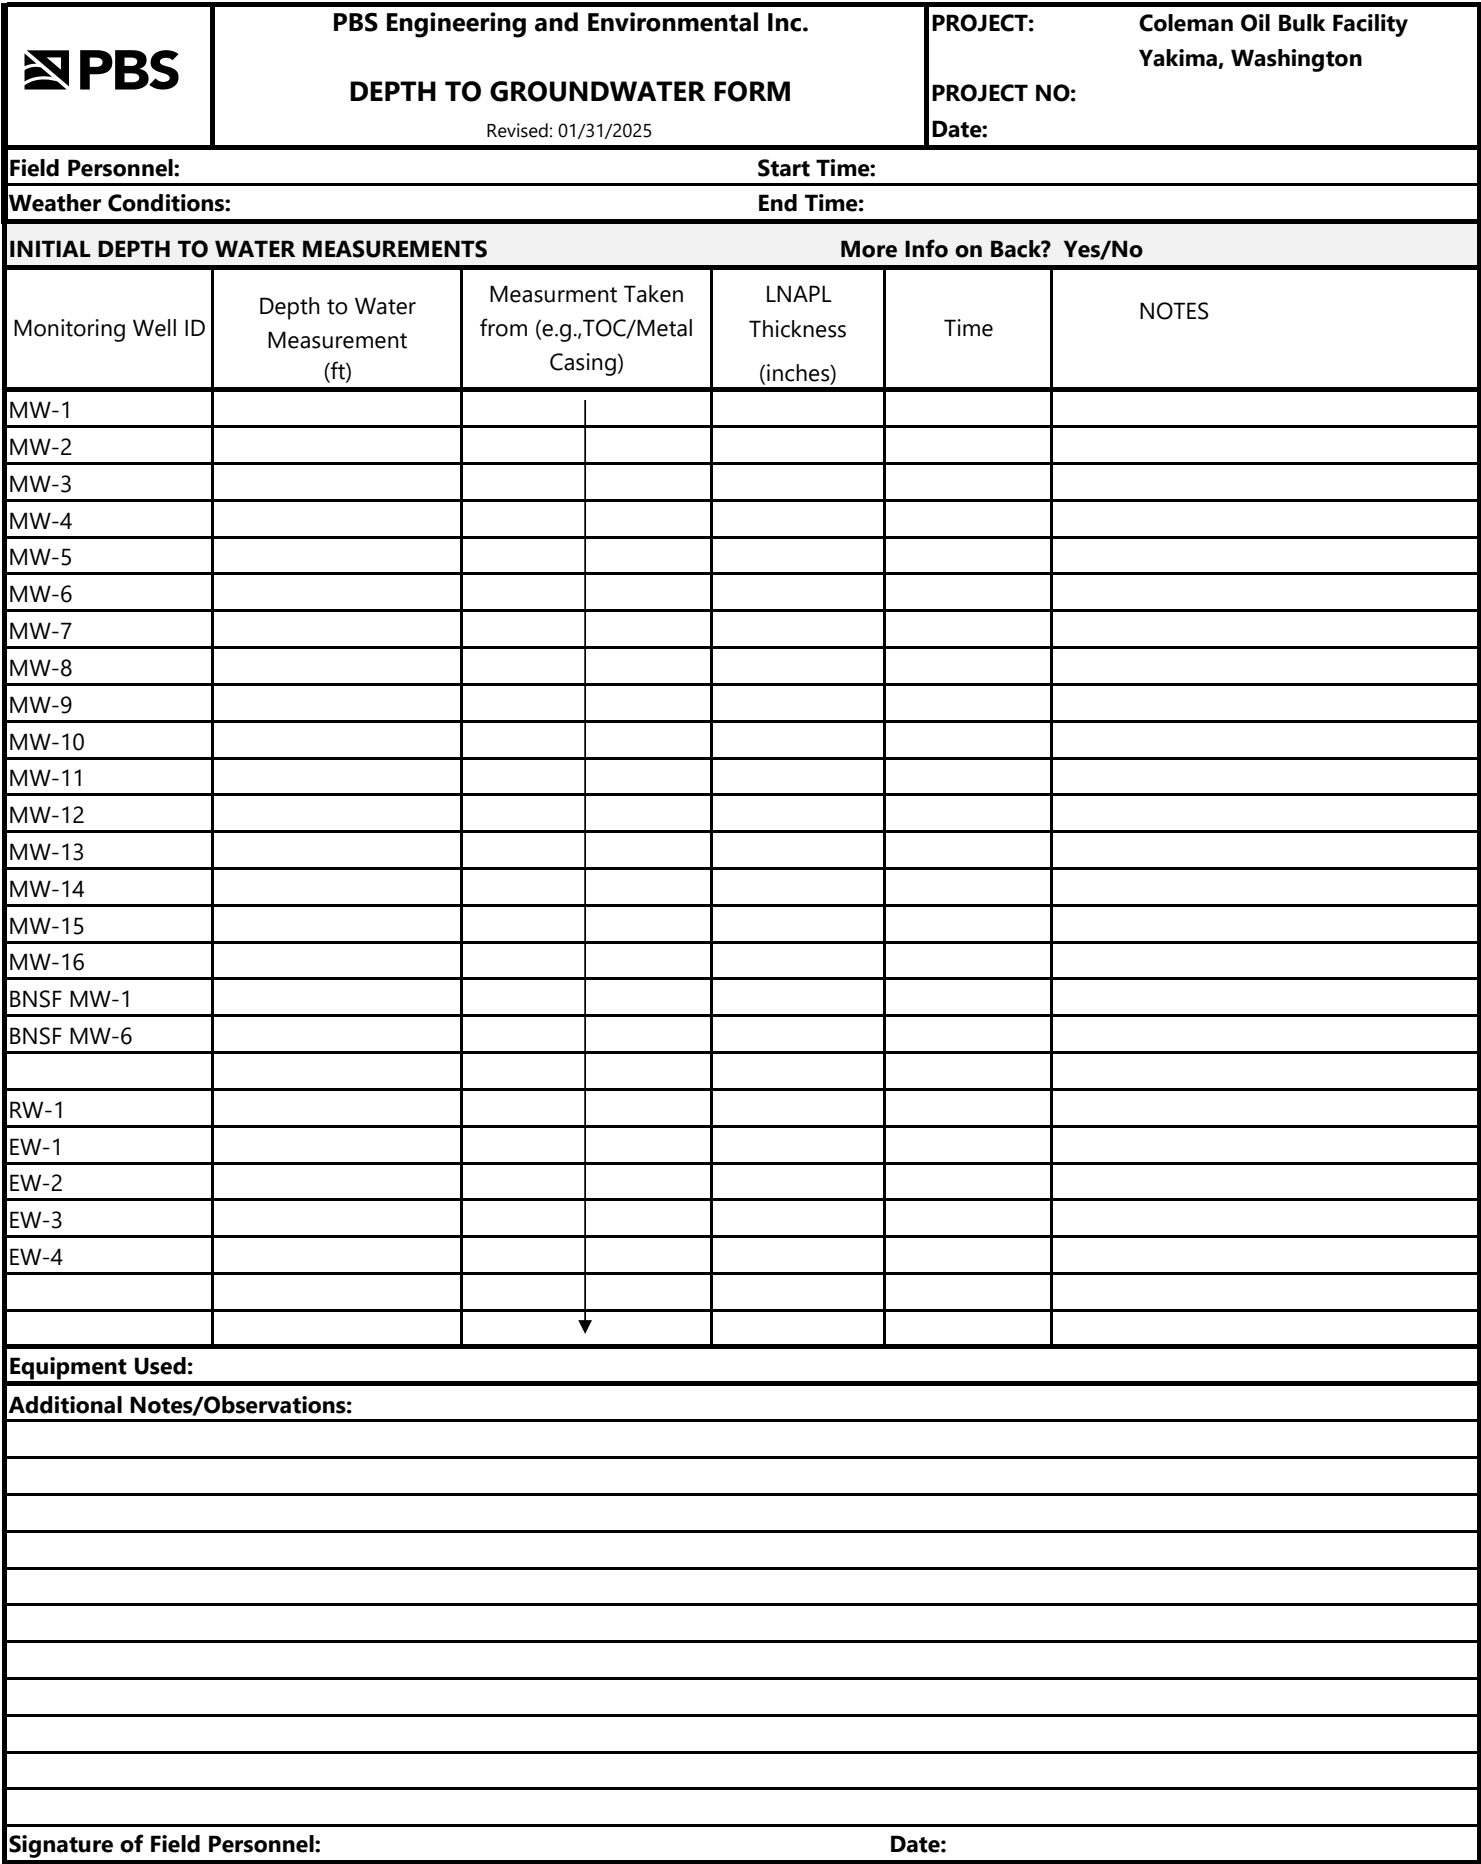 PBS
PBS Engineering and Environmental Inc.
DEPTH TO GROUNDWATER FORM
Revised: 01/31/2025
PROJECT: Coleman Oil Bulk Facility
Yakima, Washington
PROJECT NO:
Date:
Field Personnel: Start Time:
Weather Conditions: End Time:
INITIAL DEPTH TO WATER MEASUREMENTS More Info on Back? Yes/No
Monitoring Well ID
Depth to Water
Measurement
(ft)
Measurment Taken
from (e.g.,TOC/Metal
Casing)
LNAPL
Thickness
(inches)
Time
NOTES
MW-1
MW-2
MW-3
MW-4
MW-5
MW-6
MW-7
MW-8
MW-9
MW-10
MW-11
MW-12
MW-13
MW-14
MW-15
MW-16
BNSF MW-1
BNSF MW-6
RW-1
EW-1
EW-2
EW-3
EW-4
Equipment Used:
Additional Notes/Observations:
Signature of Field Personnel: Date: